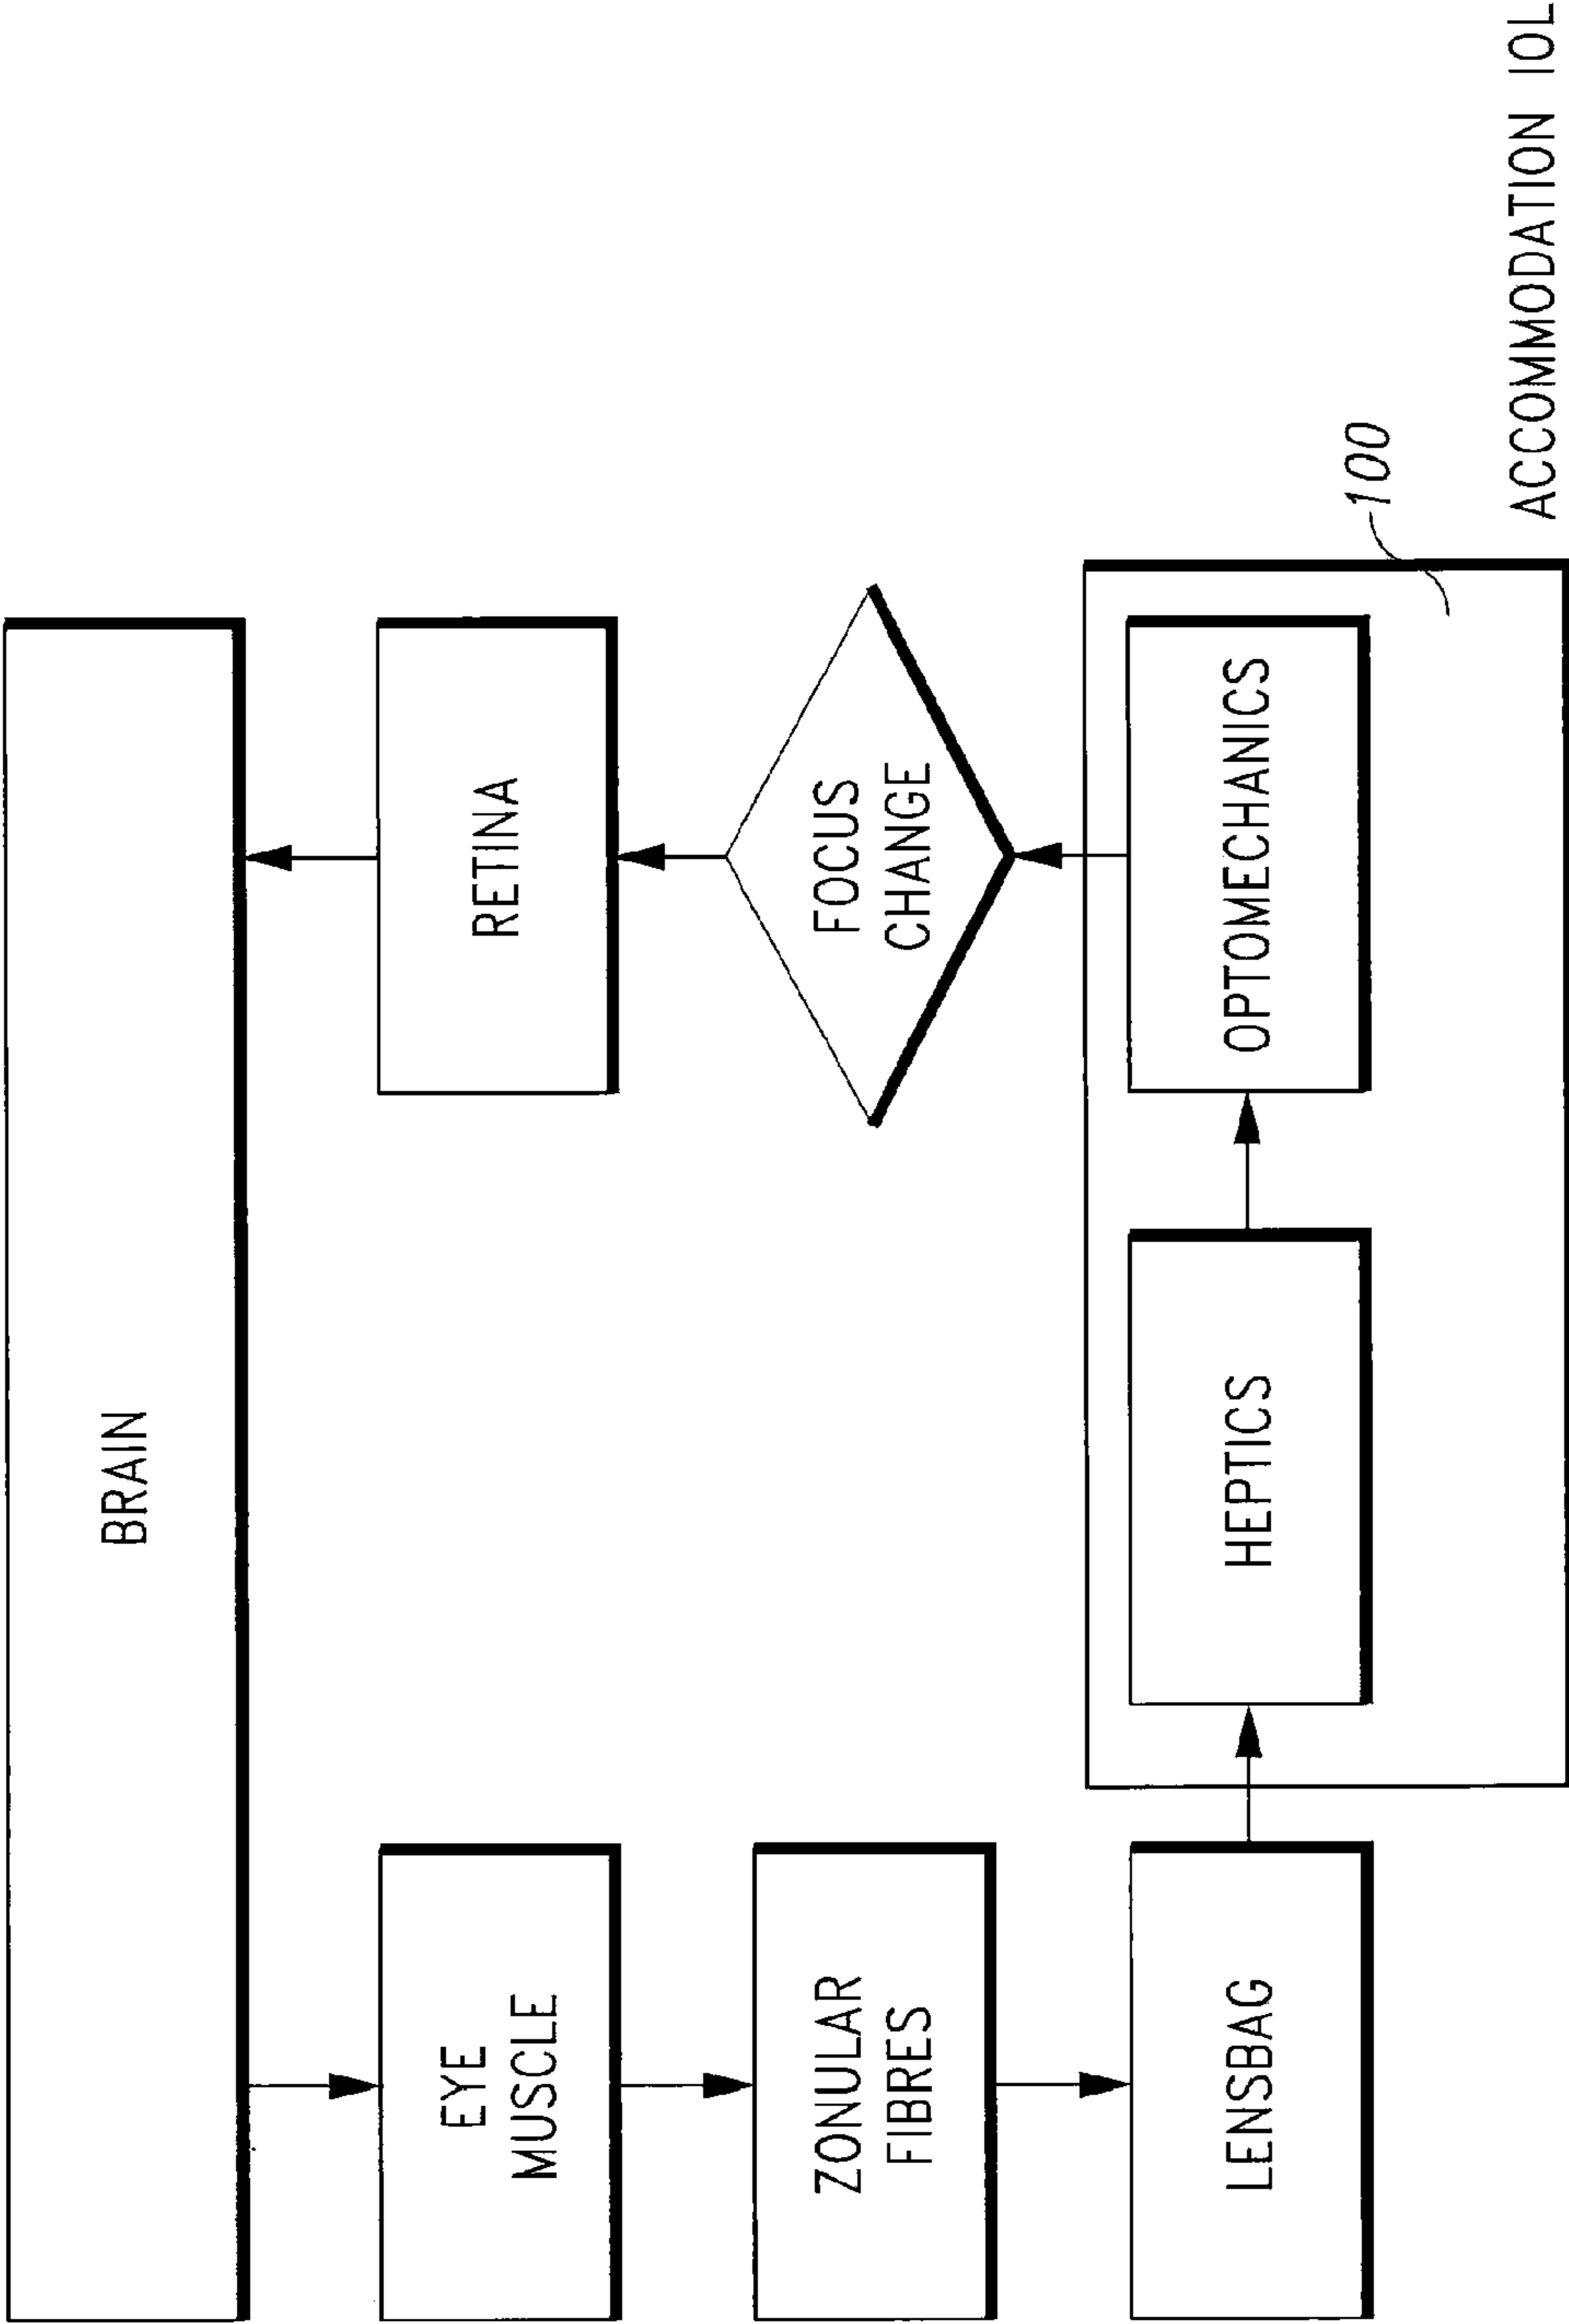 BRAIN
EYE
MUSCLE
RETINA
ZONULAR
FIBRES
FOCUS
CHANGE
LENSBAG
HEPTICS
OPTOMECHANICS
100
ACCOMMODATION IOL